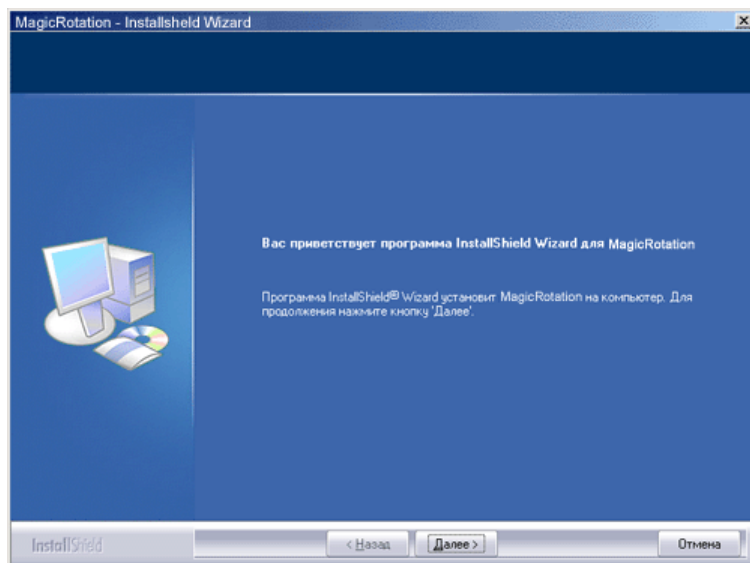 MagicRotation - Installsheld Wizard
Вас приветствует программа InstallShield Wizard для MagicRotation
Программа InstallShield® Wizard установит MagicRotation на компьютер. Для
продолжения нажмите кнопку 'Далее'.
InstallShield
< Назад
Далее >
Отмена